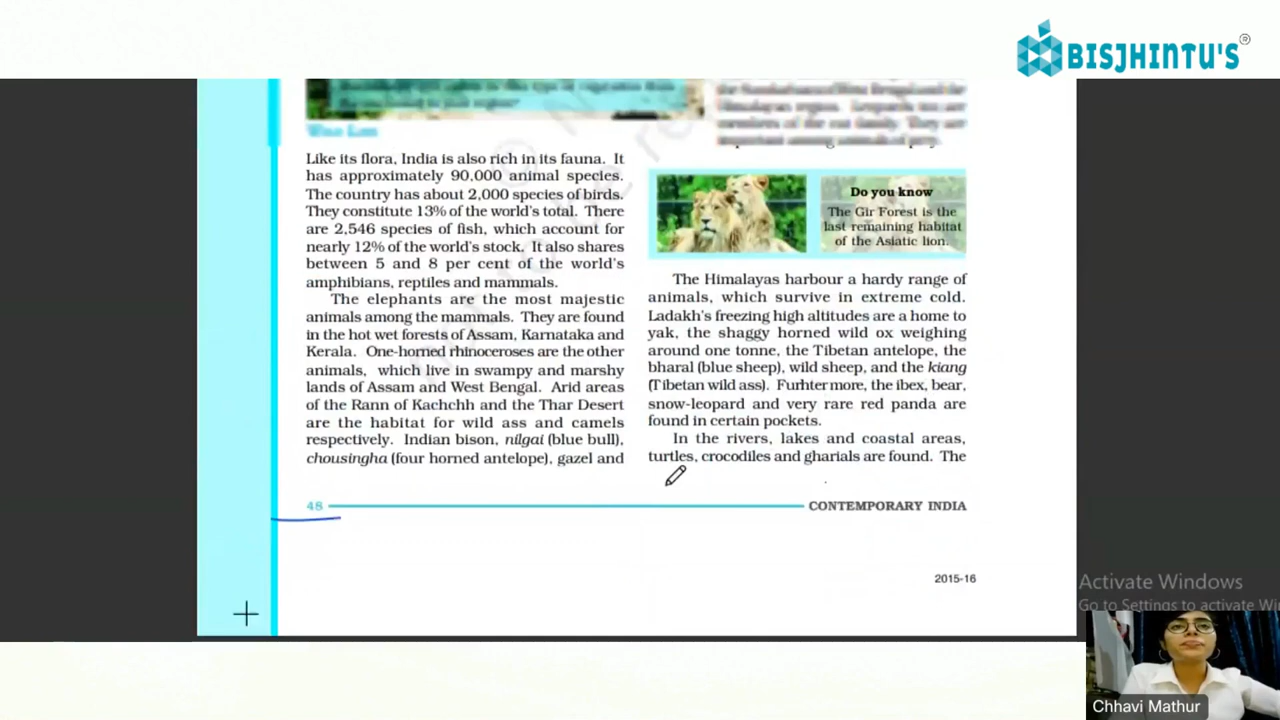 BISJHINTU'S
®
Like its flora, India is also rich in its fauna. It
has approximately 90,000 animal species.
The country has about 2,000 species of birds.
They constitute 13% of the world's total. There
are 2,546 species of fish, which account for
nearly 12% of the world's stock. It also shares
between 5 and 8 per cent of the world's
amphibians, reptiles and mammals.
The elephants are the most majestic
animals among the mammals. They are found
in the hot wet forests of Assam, Karnataka and
Kerala. One-horned rhinoceroses are the other
animals, which live in swampy and marshy
lands of Assam and West Bengal. Arid areas
of the Rann of Kachchh and the Thar Desert
are the habitat for wild ass and camels
respectively. Indian bison, nilgai (blue bull),
chousingha (four horned antelope), gazel and
Do you know
The Gir Forest is the
last remaining habitat
of the Asiatic lion.
The Himalayas harbour a hardy range of
animals, which survive in extreme cold.
Ladakh's freezing high altitudes are a home to
yak, the shaggy horned wild ox weighing
around one tonne, the Tibetan antelope, the
bharal (blue sheep), wild sheep, and the kiang
(Tibetan wild ass). Furhtermore, the ibex, bear,
snow-leopard and very rare red panda are
found in certain pockets.
In the rivers, lakes and coastal areas,
turtles, crocodiles and gharials are found. The
48
CONTEMPORARY INDIA
2015-16
Activate Windows
Go to Settings to activate Wi
Chhavi Mathur